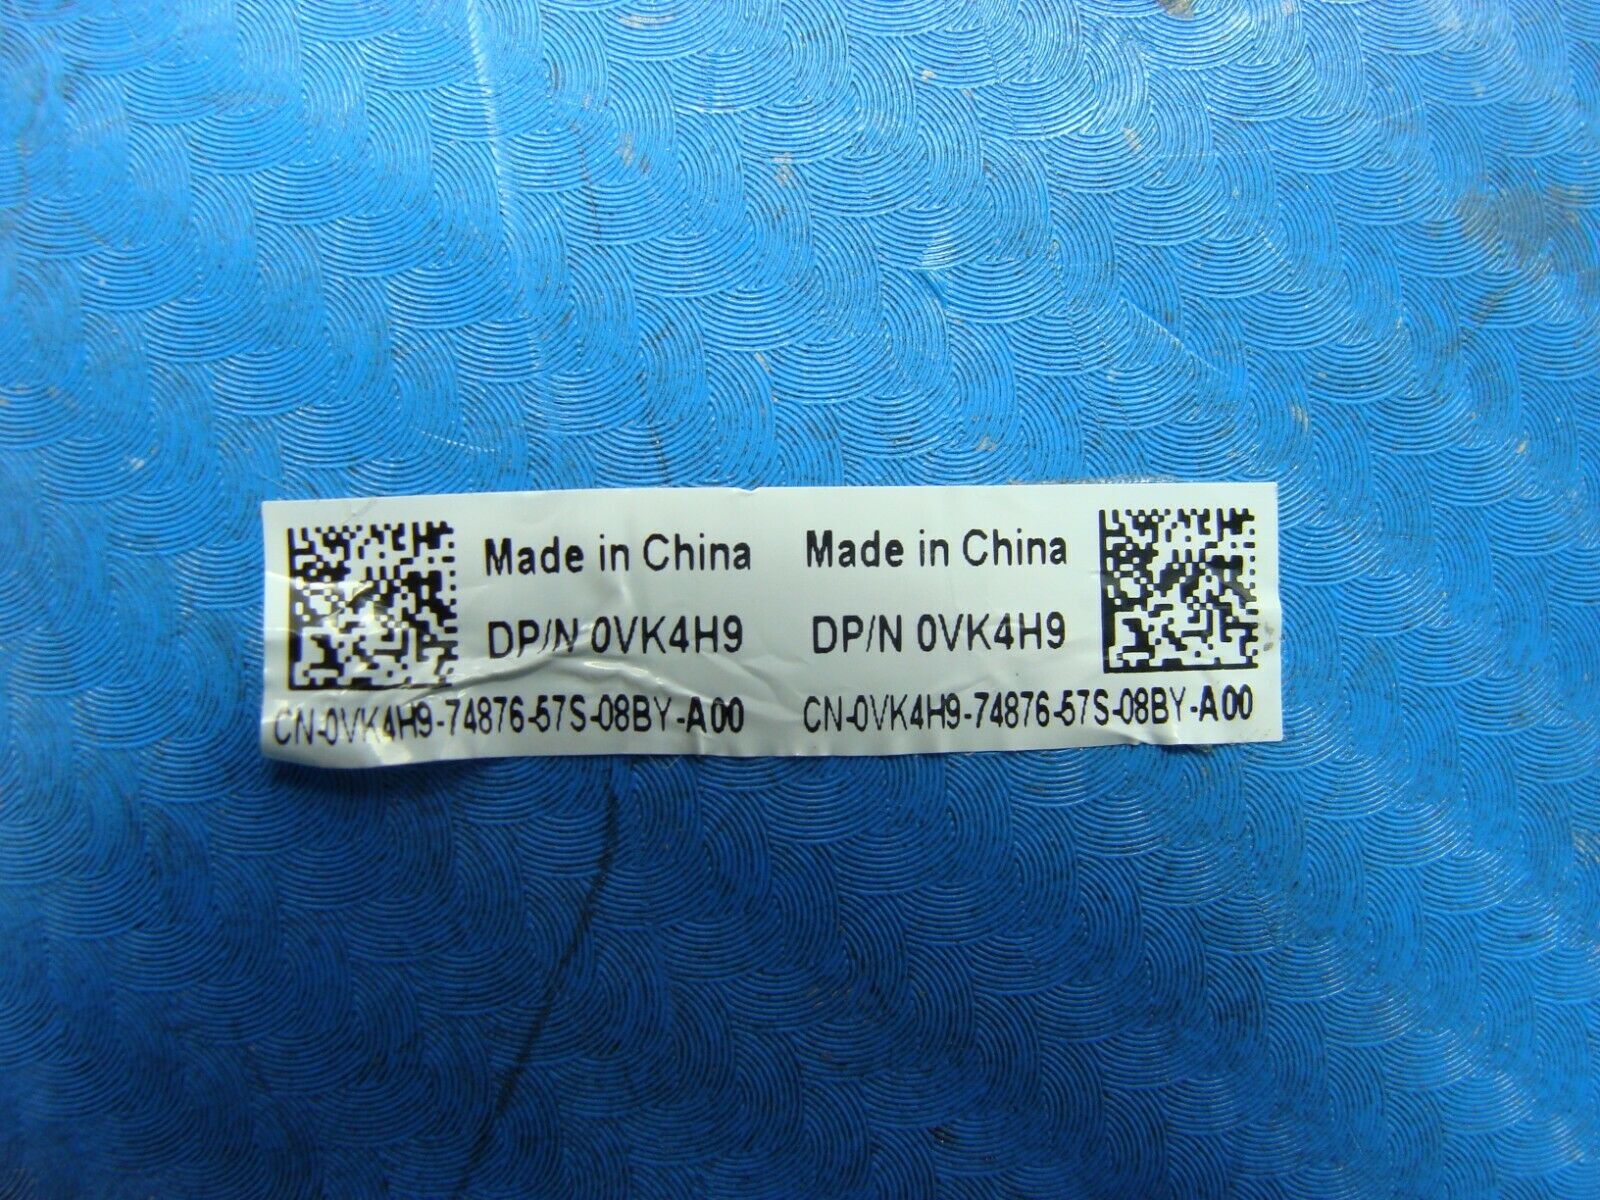 Made in China
DP/N 0VK4H9
CN-0VK4H9-74876-57S-08BY-A00
Made in China
DP/N 0VK4H9
CN-0VK4H9-74876-57S-08BY-A00